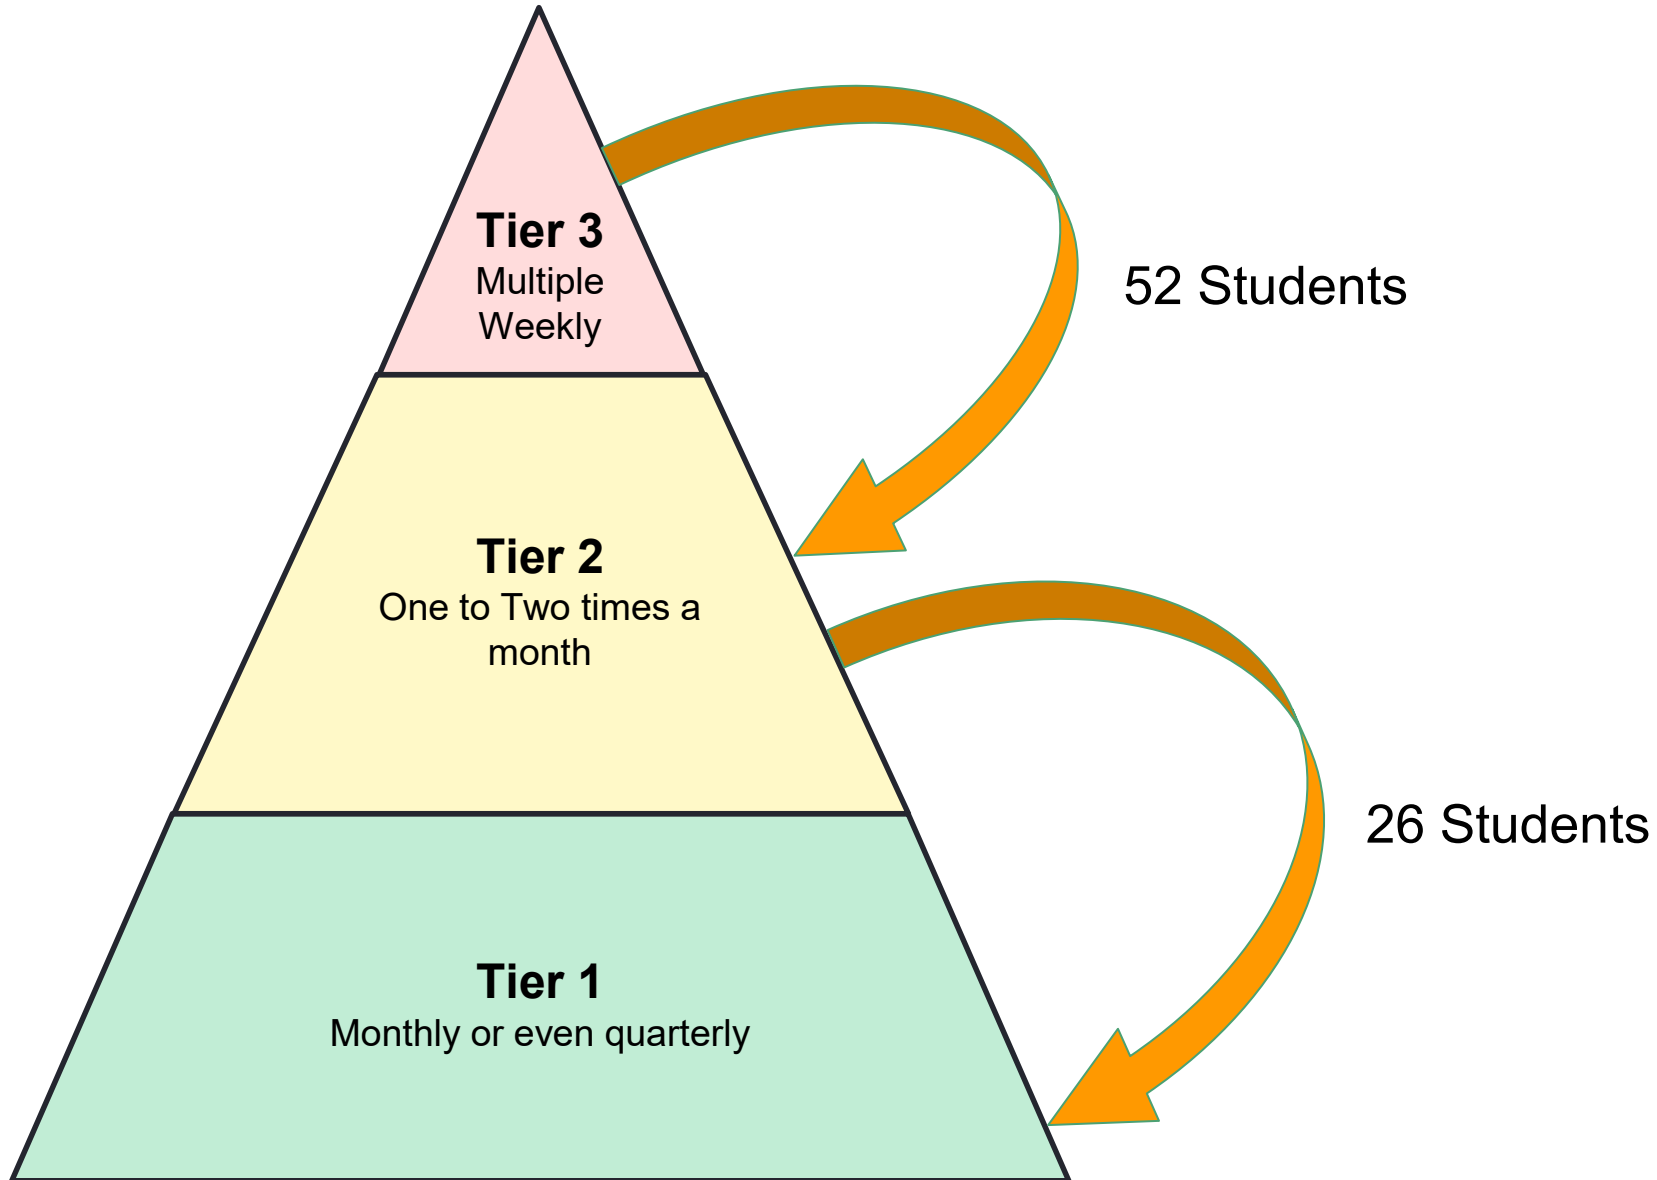 Tier 3
Multiple
Weekly
52 Students
Tier 2
One to Two times a
month
26 Students
Tier 1
Monthly or even quarterly